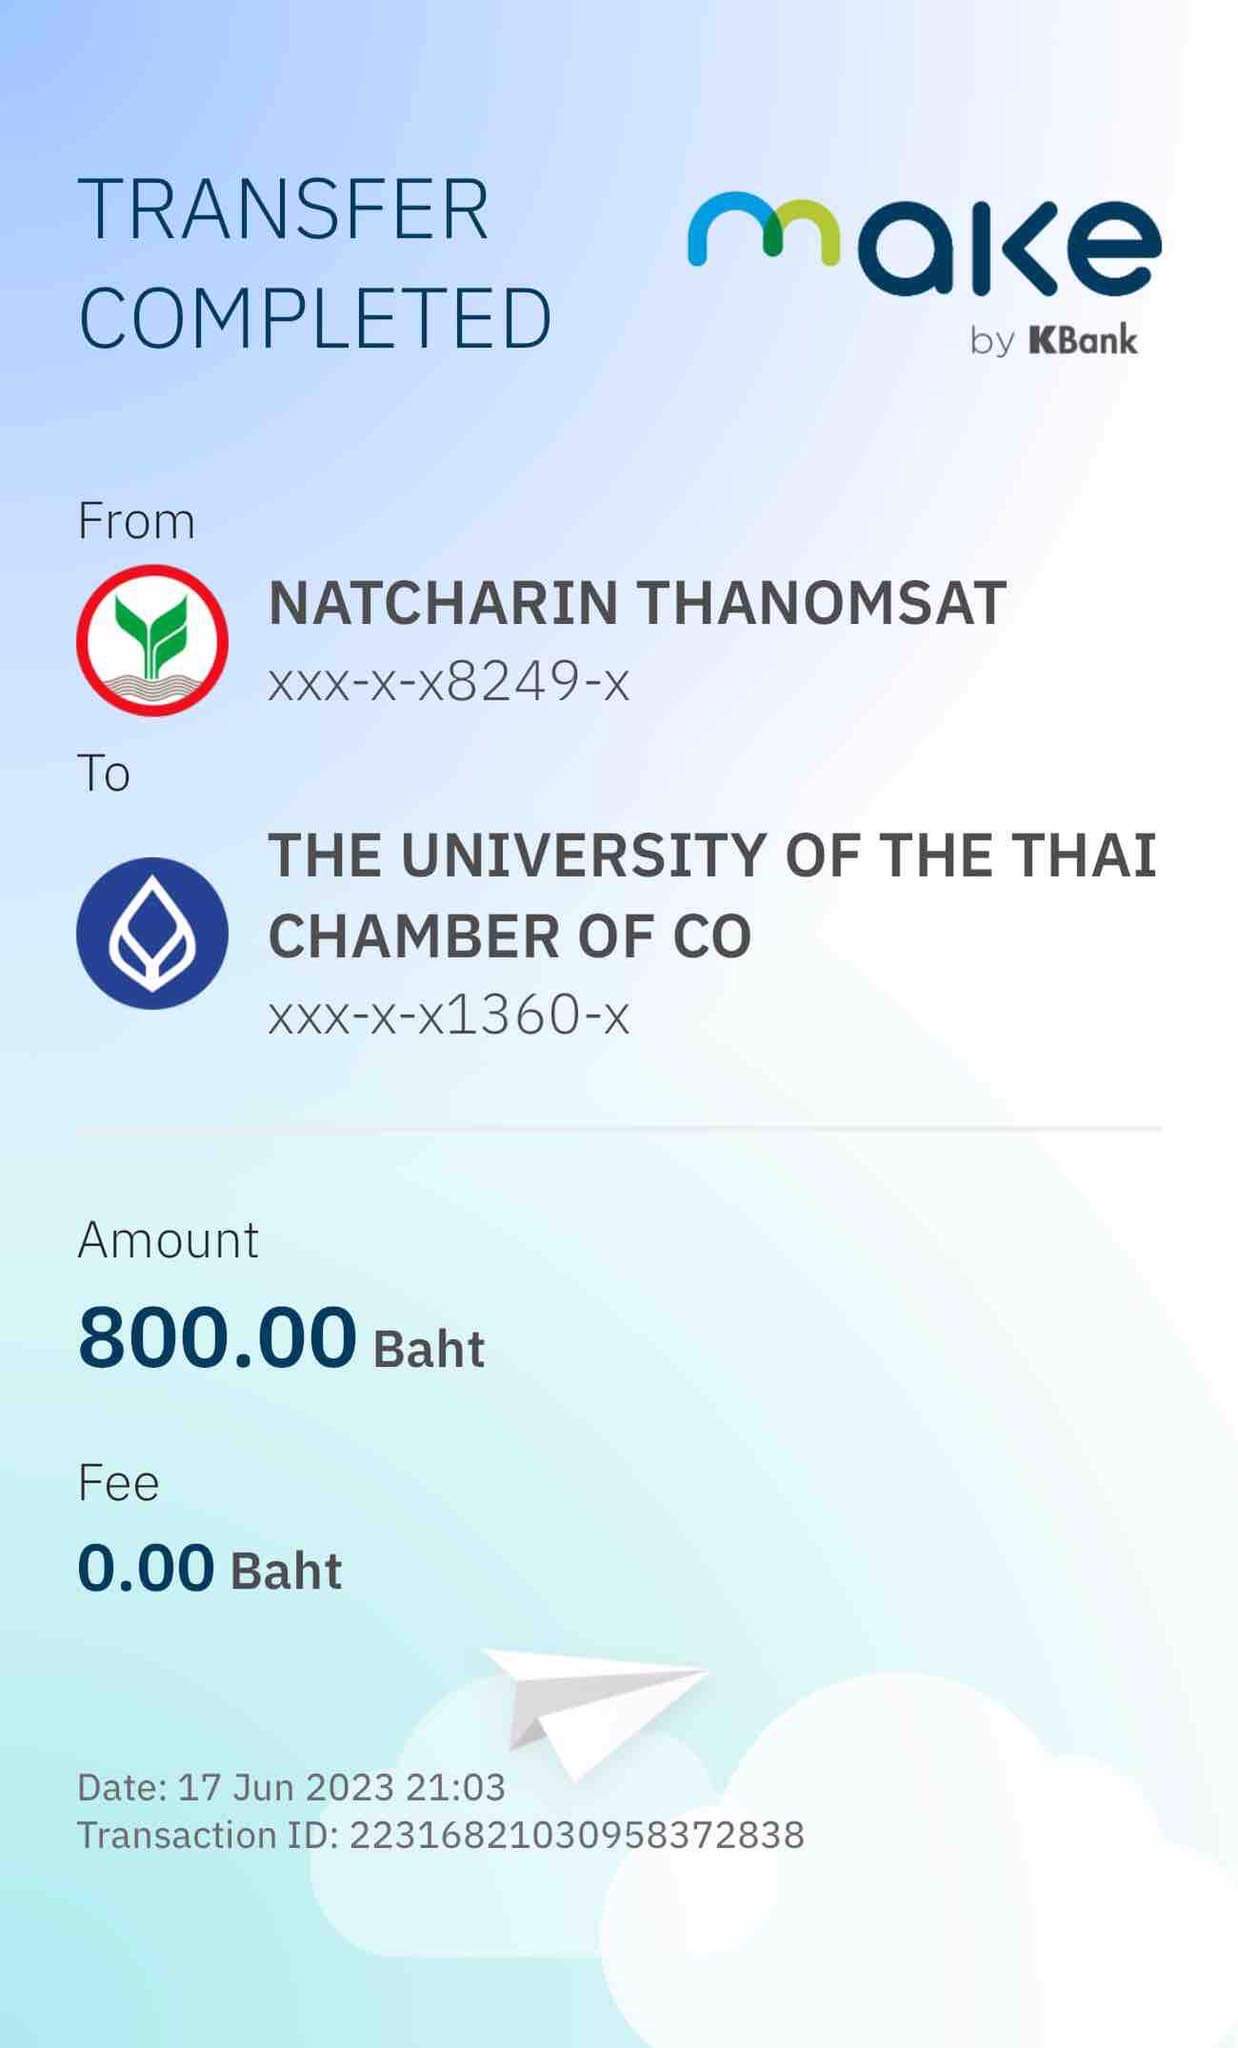 TRANSFER
COMPLETED
make
by KBank
From
NATCHARIN THANOMSAT
xxx-x-x8249-x
To
THE UNIVERSITY OF THE THAI
CHAMBER OF CO
xxx-x-x1360-x
Amount
800.00 Baht
Fee
0.00 Baht
Date: 17 Jun 2023 21:03
Transaction ID: 22316821030958372838